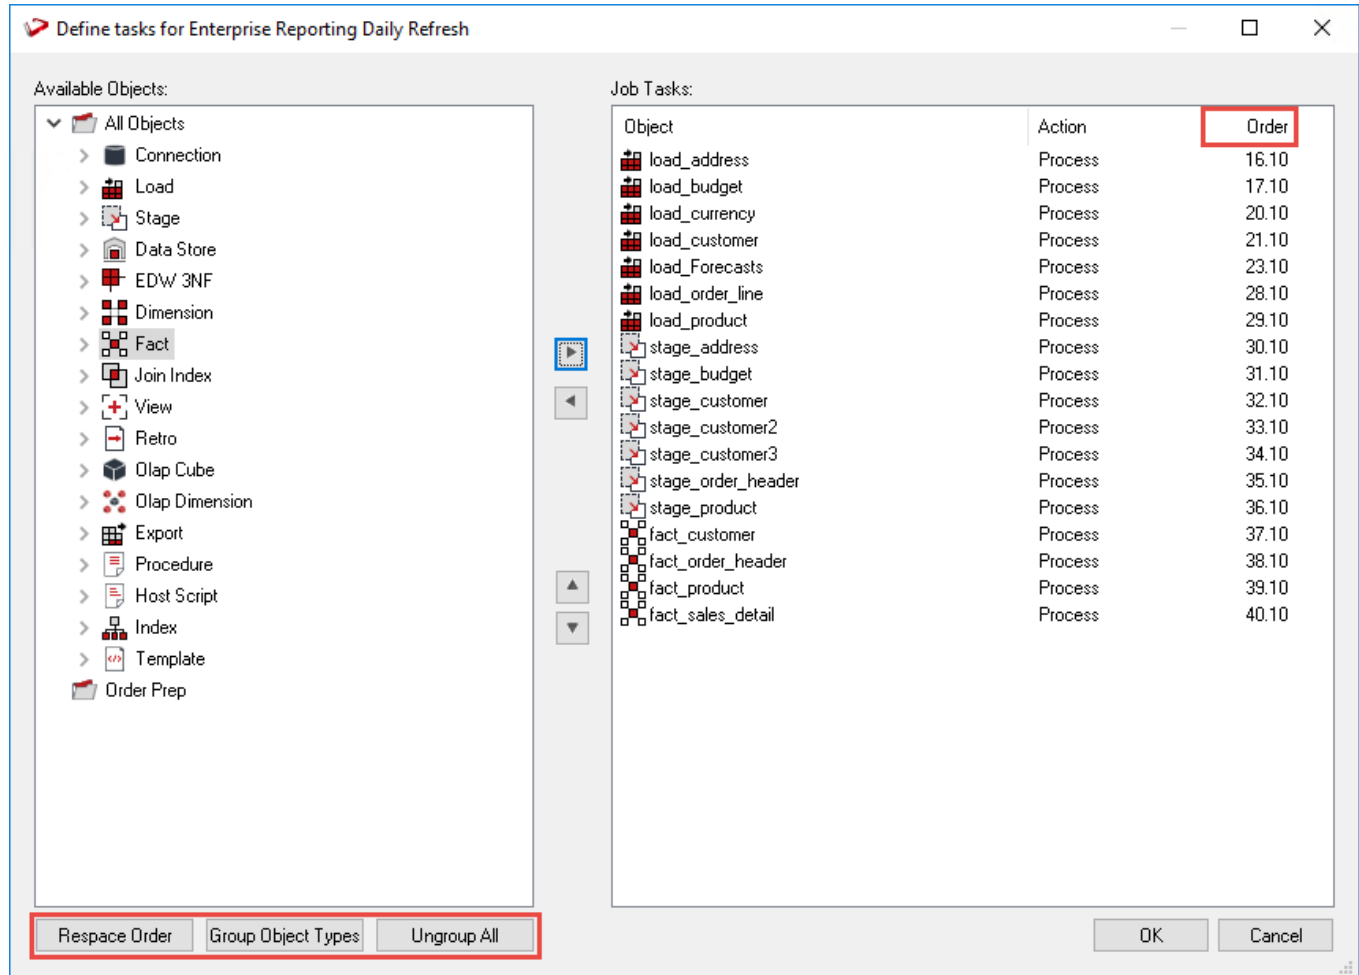 Define tasks for Enterprise Reporting Daily Refresh
Available Objects:
All Objects
Connection
Load
Stage
Data Store
EDW 3NF
Dimension
Fact
Join Index
View
Retro
Olap Cube
Olap Dimension
Export
Procedure
Host Script
Index
Template
Order Prep
Respace Order Group Object Types Ungroup All
Job Tasks:
Object Action Order
load_address Process 16.10
load_budget Process 17.10
load_currency Process 20.10
load_customer Process 21.10
load_Forecasts Process 23.10
load_order_line Process 28.10
load_product Process 29.10
stage_address Process 30.10
stage_budget Process 31.10
stage_customer Process 32.10
stage_customer2 Process 33.10
stage_customer3 Process 34.10
stage_order_header Process 35.10
stage_product Process 36.10
fact_customer Process 37.10
fact_order_header Process 38.10
fact_product Process 39.10
fact_sales_detail Process 40.10
OK Cancel